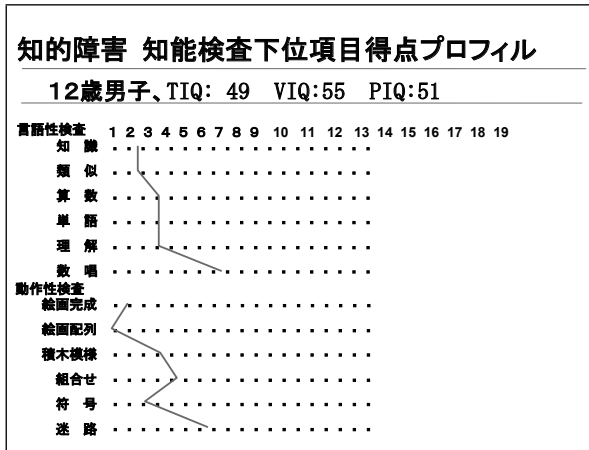 知的障害 知能検査下位項目得点プロフィル
12歳男子、TIQ: 49 VIQ:55 PIQ:51
言語性検査 1 2 3 4 5 6 7 8 9 10 11 12 13 14 15 16 17 18 19
知 識
類 似
算 数
単 語
理 解
数 唱
動作性検査
絵画完成
絵画配列
積木模様
組合せ
符 号
迷 路